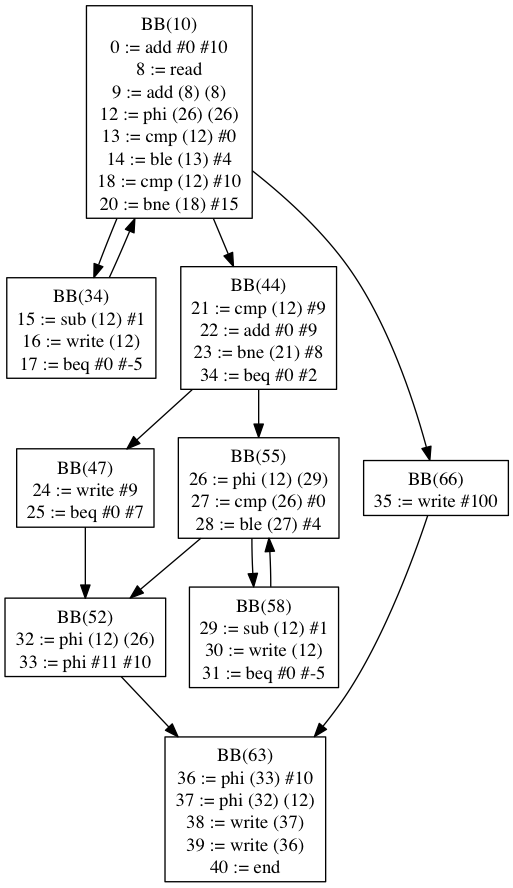 BB(10)
0 := add #0 #10
8 := read
9 := add (8) (8)
12 := phi (26) (26)
13 := cmp (12) #0
14 := ble (13) #4
18 := cmp (12) #10
20 := bne (18) #15
BB(34)
15 := sub (12) #1
16 := write (12)
17 := beq #0 #-5
BB(44)
21 := cmp (12) #9
22 := add #0 #9
23 := bne (21) #8
34 := beq #0 #2
BB(47)
24 := write #9
25 := beq #0 #7
BB(55)
26 := phi (12) (29)
27 := cmp (26) #0
28 := ble (27) #4
BB(66)
35 := write #100
BB(52)
32 := phi (12) (26)
33 := phi #11 #10
BB(58)
29 := sub (12) #1
30 := write (12)
31 := beq #0 #-5
BB(63)
36 := phi (33) #10
37 := phi (32) (12)
38 := write (37)
39 := write (36)
40 := end